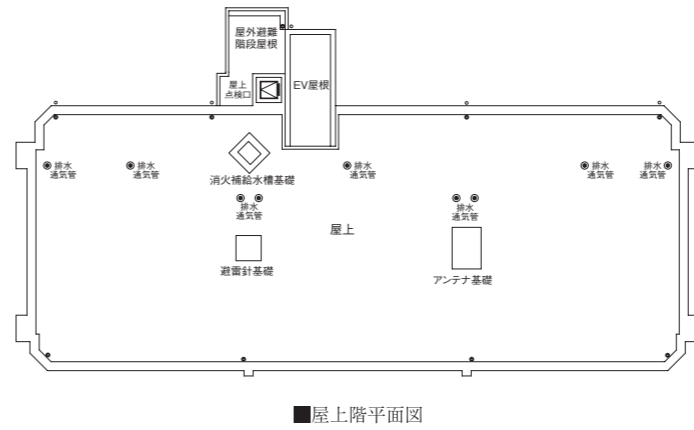 屋外避難
階段屋根
屋上
点検口
EV屋根
排水
通気管
排水
通気管
消火補給水槽基礎
排水
通気管
排水
通気管
排水
通気管
排水
通気管
排水
通気管
屋上
避雷針基礎
アンテナ基礎
■屋上階平面図